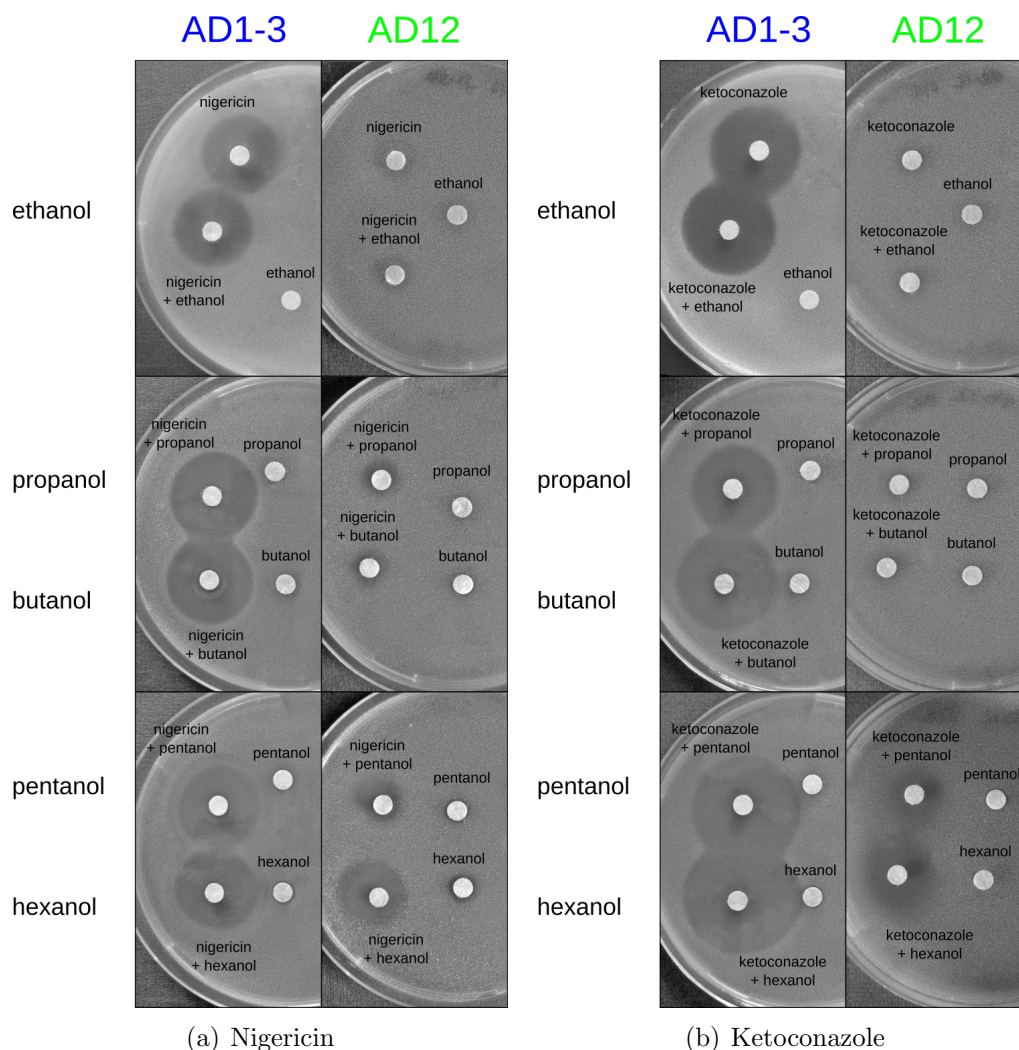 AD1-3
AD12
AD1-3
AD12
ethanol
nigericin
nigericin
+ ethanol
ethanol
nigericin
ethanol
nigericin
+ ethanol
ethanol
ketoconazole
ketoconazole
+ ethanol
ethanol
ketoconazole
ethanol
ketoconazole
+ ethanol
propanol
butanol
nigericin
+ propanol
propanol
butanol
nigericin
+ butanol
nigericin
+ propanol
propanol
nigericin
+ butanol
butanol
propanol
butanol
ketoconazole
+ propanol
propanol
butanol
ketoconazole
+ butanol
ketoconazole
+ propanol
propanol
ketoconazole
+ butanol
butanol
pentanol
hexanol
nigericin
+ pentanol
pentanol
hexanol
nigericin
+ hexanol
nigericin
+ pentanol
pentanol
hexanol
nigericin
+ hexanol
pentanol
hexanol
ketoconazole
+ pentanol
pentanol
hexanol
ketoconazole
+ hexanol
ketoconazole
+ pentanol
pentanol
hexanol
ketoconazole
+ hexanol
(a) Nigericin
(b) Ketoconazole